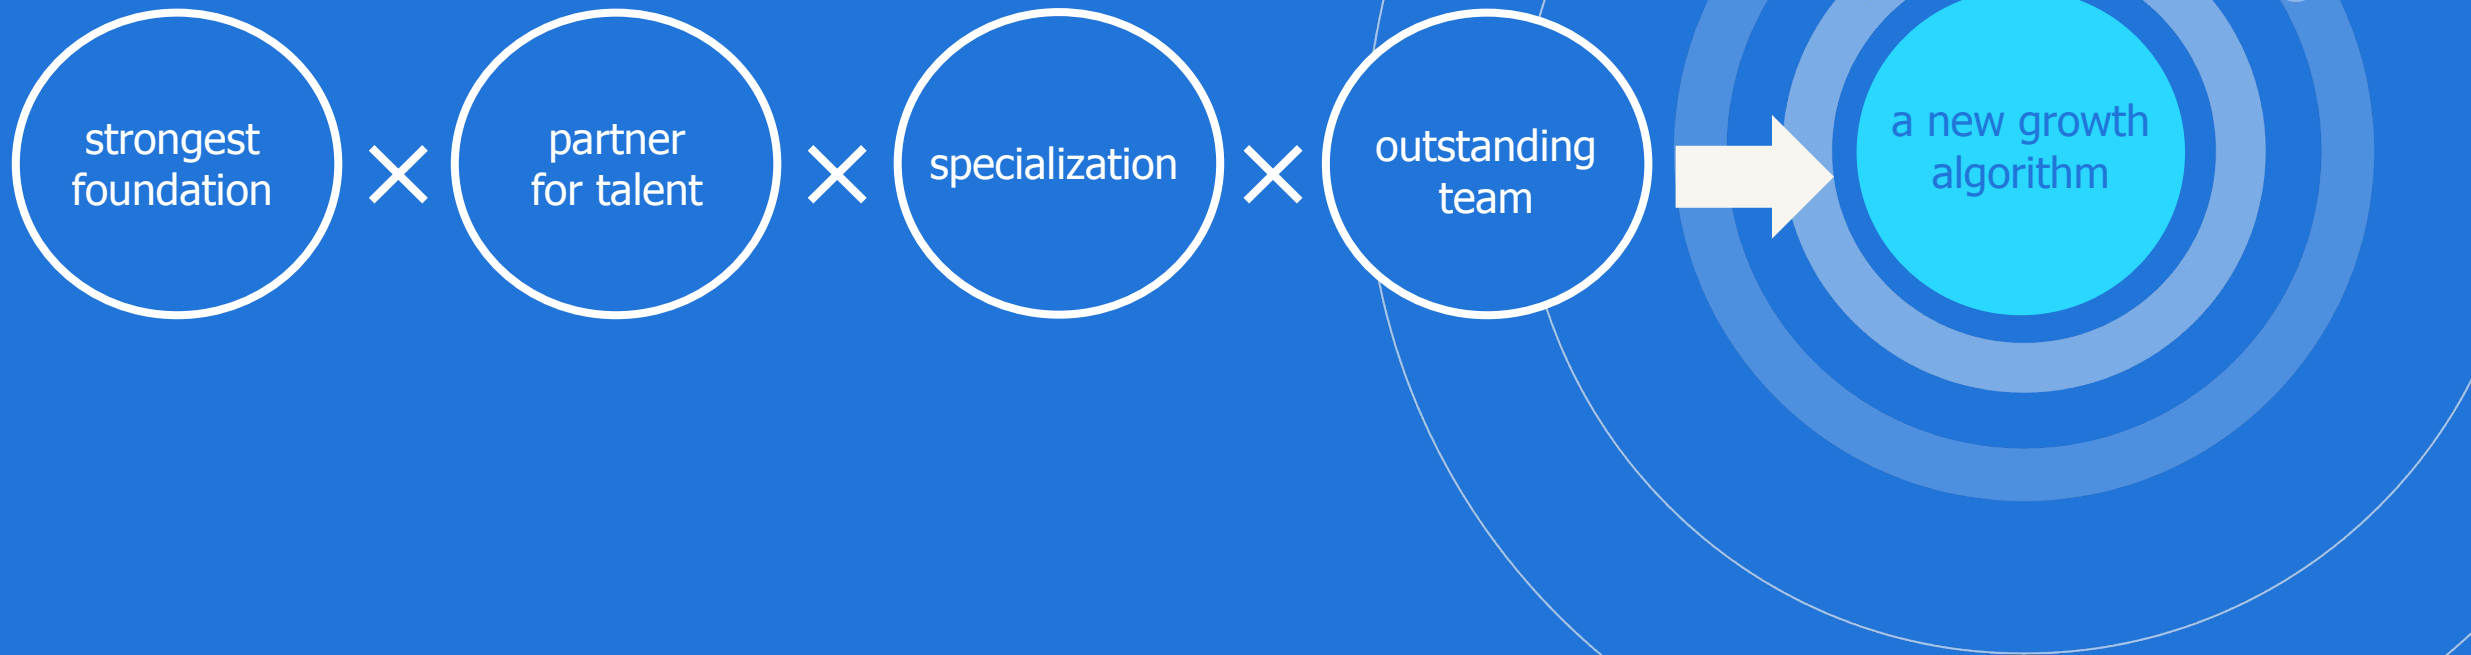 strongest
foundation
×
partner
for talent
×
specialization
×
outstanding
team
a new growth
algorithm